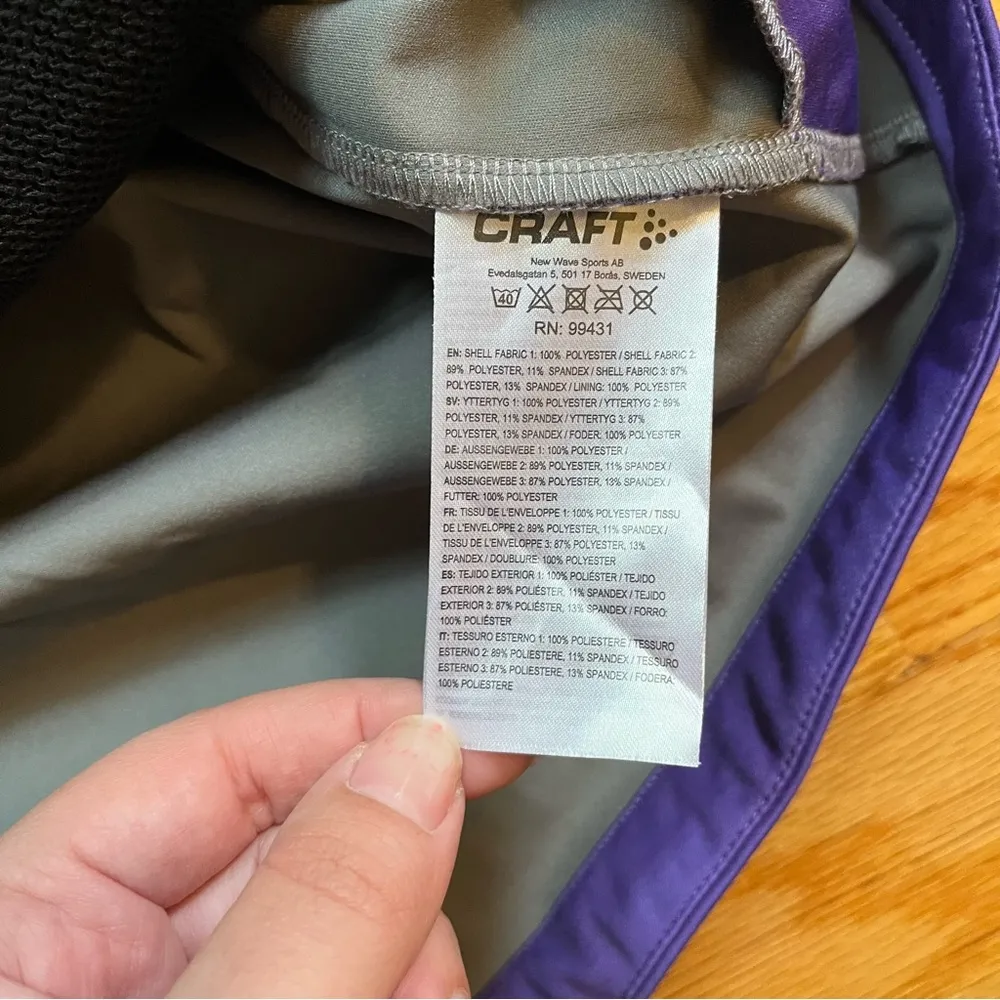 CRAFT
New Wave Sports AB
Evedalsgatan 5, 501 17 Borås, SWEDEN
40
RN: 99431
EN: SHELL FABRIC 1: 100% POLYESTER / SHELL FABRIC 2:
89% POLYESTER, 11% SPANDEX / SHELL FABRIC 3: 87%
POLYESTER, 13% SPANDEX / LINING: 100% POLYESTER
SV: YTTERTYG 1: 100% POLYESTER / YTTERTYG 2: 89%
POLYESTER, 11% SPANDEX / YTTERTYG 3: 87%
POLYESTER, 13% SPANDEX / FODER: 100% POLYESTER
DE: AUSSENGEWEBE 1: 100% POLYESTER /
AUSSENGEWEBE 2: 89% POLYESTER, 11% SPANDEX /
AUSSENGEWEBE 3: 87% POLYESTER, 13% SPANDEX /
FUTTER: 100% POLYESTER
FR: TISSU DE L'ENVELOPPE 1: 100% POLYESTER / TISSU
DE L'ENVELOPPE 2: 89% POLYESTER, 11% SPANDEX /
TISSU DE L'ENVELOPPE 3: 87% POLYESTER, 13%
SPANDEX / DOUBLURE: 100% POLYESTER
ES: TEJIDO EXTERIOR 1: 100% POLIÉSTER / TEJIDO
EXTERIOR 2: 89% POLIÉSTER, 11% SPANDEX / TEJIDO
EXTERIOR 3: 87% POLIÉSTER, 13% SPANDEX / FORRO:
100% POLIÉSTER
IT: TESSURO ESTERNO 1: 100% POLIESTERE / TESSURO
ESTERNO 2: 89% POLIESTERE, 11% SPANDEX / TESSURO
ESTERNO 3: 87% POLIESTERE, 13% SPANDEX / FODERA:
100% POLIESTERE